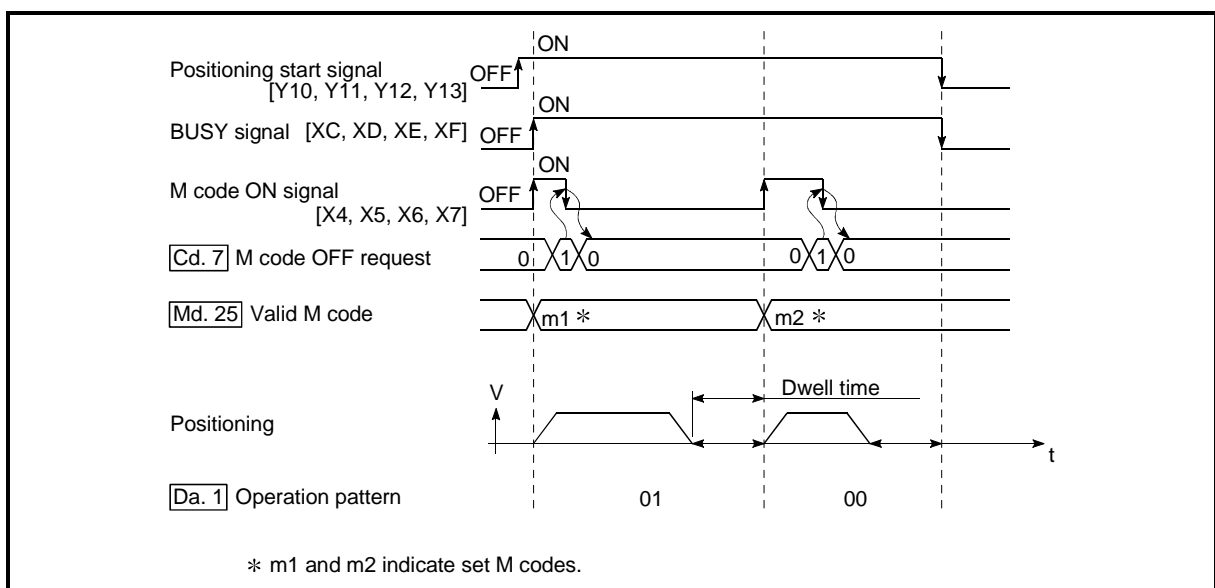 ON
Positioning start signal OFF
[Y10, Y11, Y12, Y13]
ON
BUSY signal [XC, XD, XE, XF] OFF
ON
M code ON signal OFF
[X4, X5, X6, X7]
Cd. 7 M code OFF request 0 1 0 0 1 0
Md. 25 Valid M code m1 * m2 *
V Dwell time
Positioning
t
Da. 1 Operation pattern 01 00
* m1 and m2 indicate set M codes.